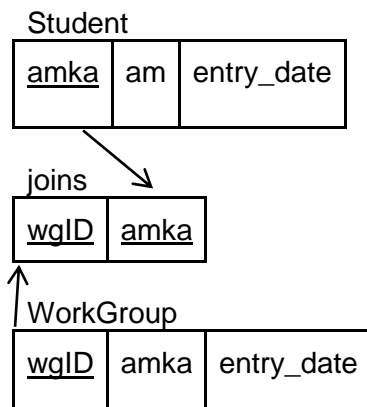 Student
amka am entry_date
joins
wgID amka
WorkGroup
wgID amka entry_date